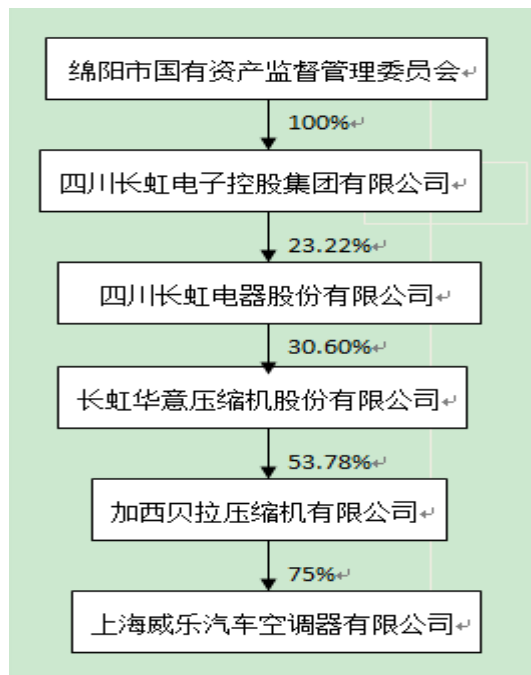 绵阳市国有资产监督管理委员会↵
100%↵
四川长虹电子控股集团有限公司↵
23.22%↵
四川长虹电器股份有限公司↵
30.60%↵
长虹华意压缩机股份有限公司↵
53.78%↵
加西贝拉压缩机有限公司↵
75%↵
上海威乐汽车空调器有限公司↵